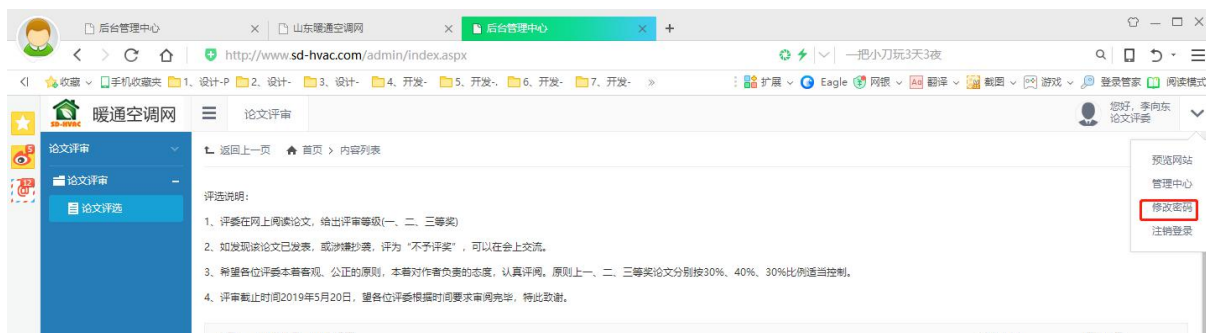 后台管理中心 山东暖通空调网 后台管理中心
http://www.sd-hvac.com/admin/index.aspx 一把小刀玩3天3夜
收藏 手机收藏夹 1、设计-P 2、设计- 3、设计- 4、开发- 5、开发-. 6、开发- 7、开发- » 扩展 Eagle 网银 翻译 截图 游戏 登录管家 阅读模式
SD-HVAC 暖通空调网 论文评审 您好，李向东
论文评委
论文评审 返回上一页 首页 > 内容列表
预览网站
论文评审
管理中心
论文评选
修改密码
注销登录
评选说明：
1、评委在网上阅读论文，给出评审等级(一、二、三等奖)
2、如发现该论文已发表，或涉嫌抄袭，评为“不予评奖”，可以在会上交流。
3、希望各位评委本着客观、公正的原则，本着对作者负责的态度，认真评阅。原则上一、二、三等奖论文分别按30%、40%、30%比例适当控制。
4、评审截止时间2019年5月20日，望各位评委根据时间要求审阅完毕，特此致谢。